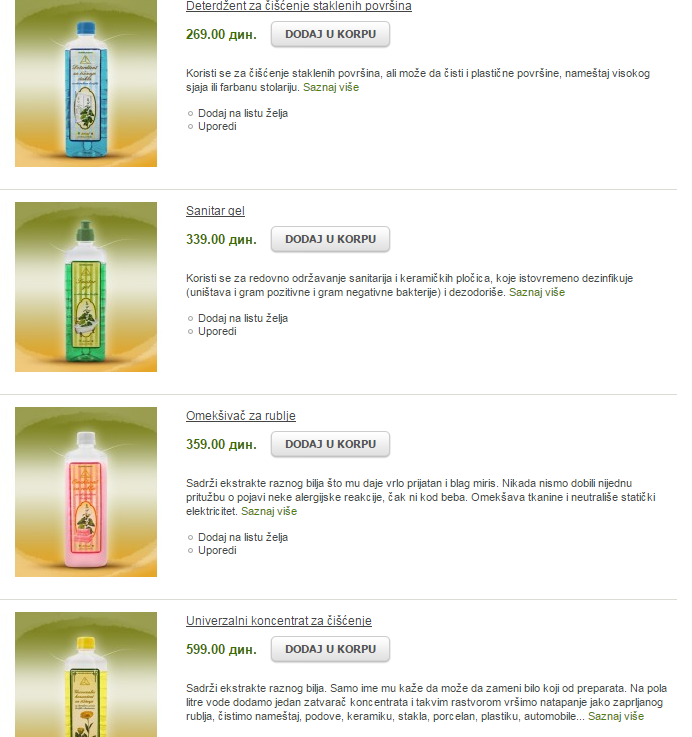 Deterdžent za čišćenje staklenih površina
269.00 дин.
DODAJ U KORPU
Koristi se za čišćenje staklenih površina, ali može da čisti i plastične površine, nameštaj visokog
sjaja ili farbanu stolariju. Saznaj više
Dodaj na listu želja
Uporedi
Sanitar gel
339.00 дин.
DODAJ U KORPU
Koristi se za redovno održavanje sanitarija i keramičkih pločica, koje istovremeno dezinfikuje
(uništava i gram pozitivne i gram negativne bakterije) i dezodoriše. Saznaj više
Dodaj na listu želja
Uporedi
Omekšivač za rublje
359.00 дин.
DODAJ U KORPU
Sadrži ekstrakte raznog bilja što mu daje vrlo prijatan i blag miris. Nikada nismo dobili nijednu
pritužbu o pojavi neke alergijske reakcije, čak ni kod beba. Omekšava tkanine i neutrališe statički
elektricitet. Saznaj više
Dodaj na listu želja
Uporedi
Univerzalni koncentrat za čišćenje
599.00 дин.
DODAJ U KORPU
Sadrži ekstrakte raznog bilja. Samo ime mu kaže da može da zameni bilo koji od preparata. Na pola
litre vode dodamo jedan zatvarač koncentrata i takvim rastvorom vršimo natapanje jako zaprljanog
rublja, čistimo nameštaj, podove, keramiku, stakla, porcelan, plastiku, automobile... Saznaj više